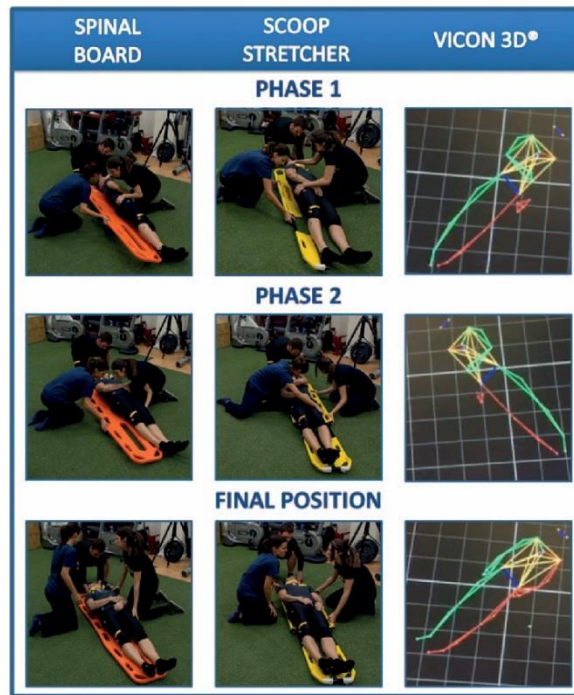 SPINAL
BOARD
SCOOP
STRETCHER
VICON 3D®
PHASE 1
PHASE 2
FINAL POSITION